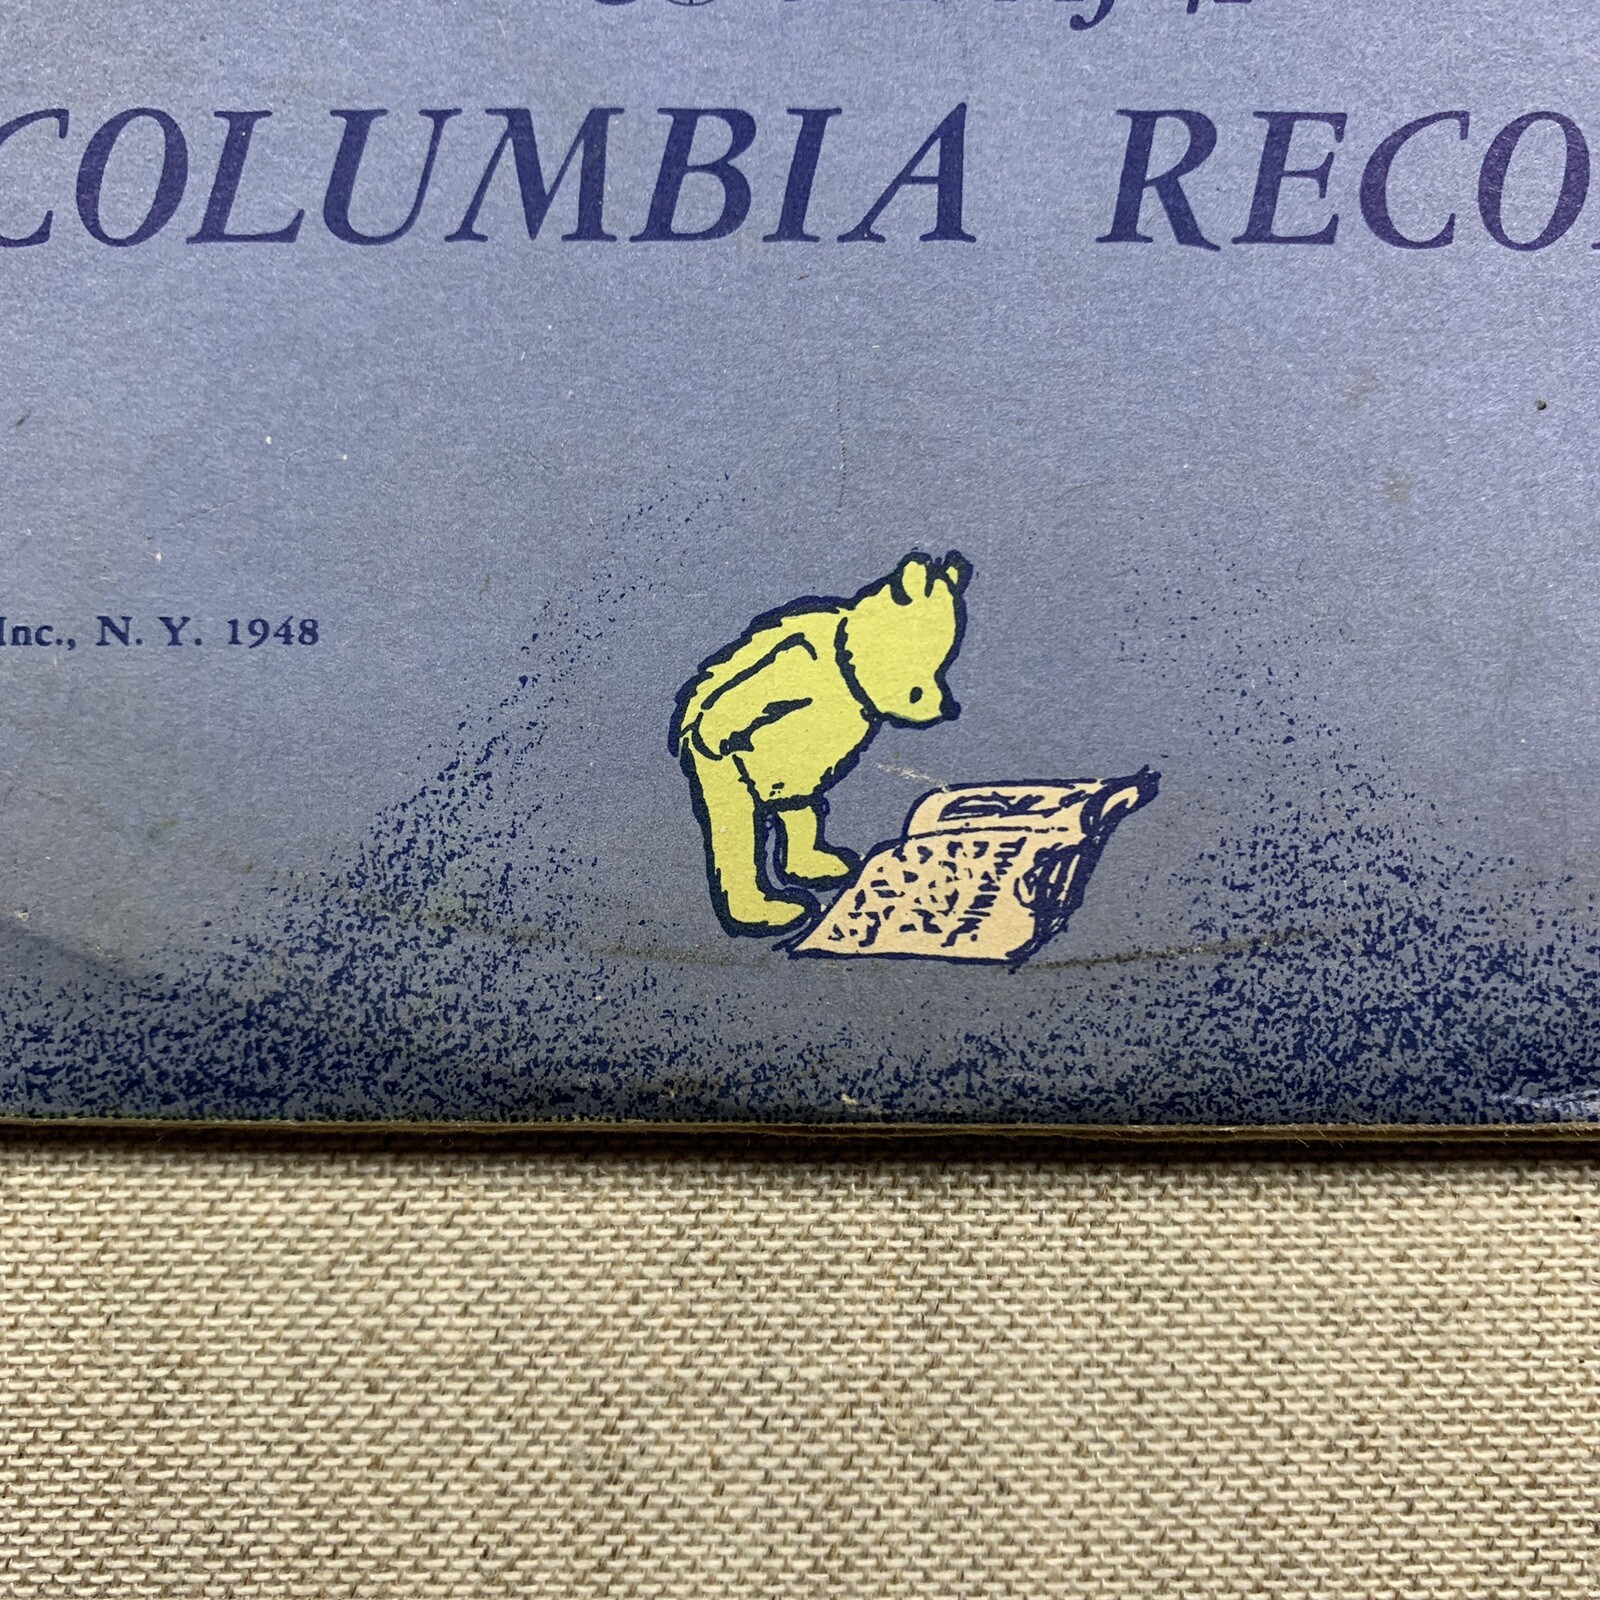 COLUMBIA RECO
Inc., N. Y. 1948